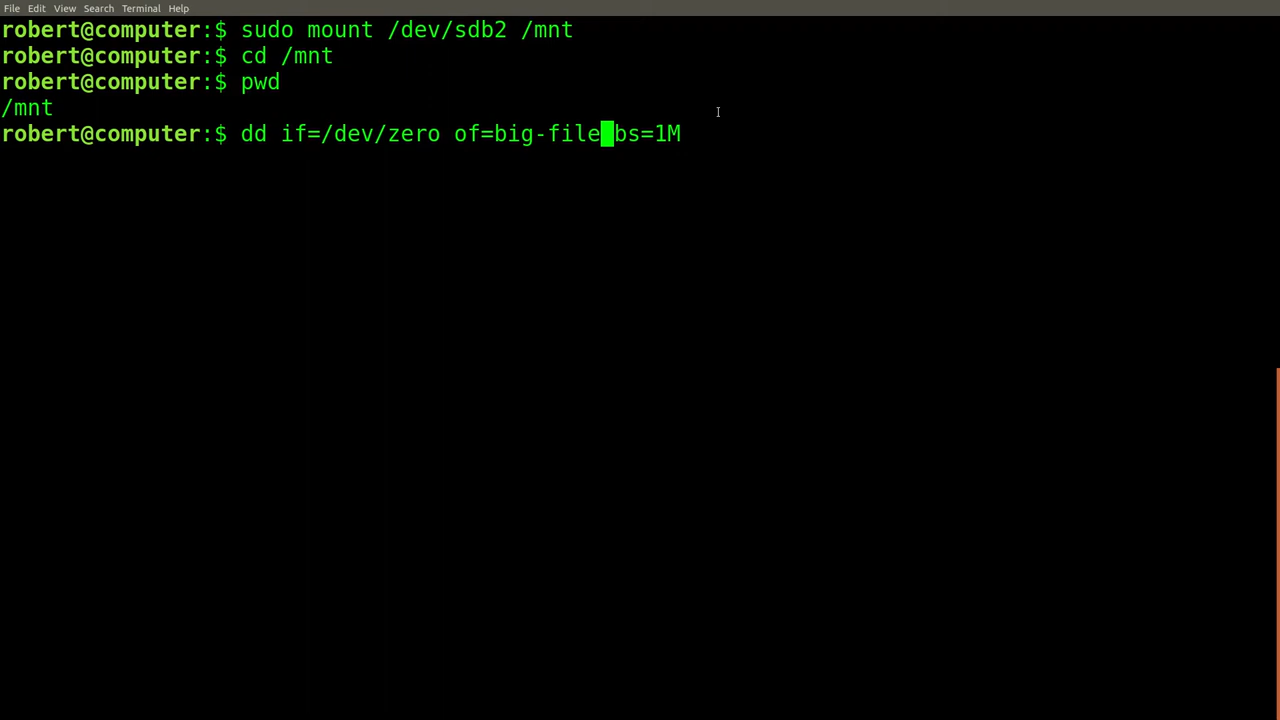 File Edit View Search Terminal Help
robert@computer:$ sudo mount /dev/sdb2 /mnt
robert@computer:$ cd /mnt
robert@computer:$ pwd
/mnt
robert@computer:$ dd if=/dev/zero of=big-file bs=1M